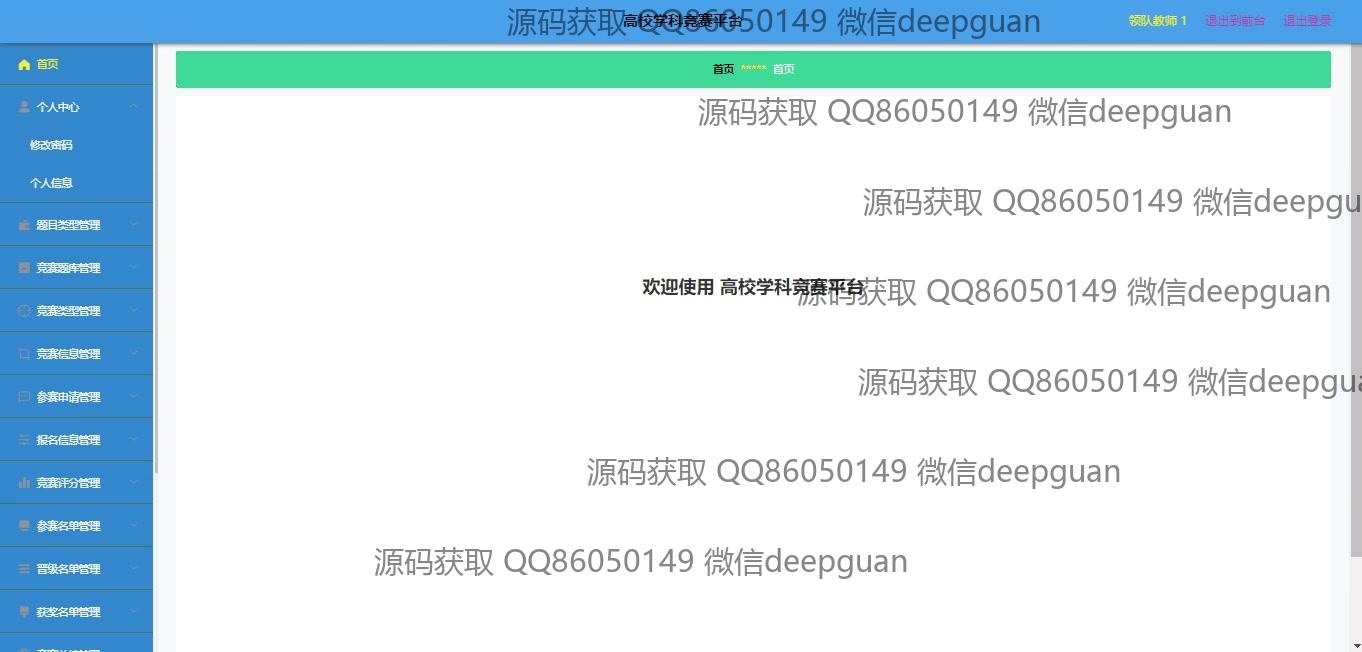 高校学科竞赛平台
源码获取 QQ86050149 微信deepguan
领队教师 1 退出到前台 退出登录
首页
首页 ***** 首页
个人中心
源码获取 QQ86050149 微信deepguan
修改密码
个人信息
源码获取 QQ86050149 微信deepgu
题目类型管理
竞赛题库管理
欢迎使用 高校学科竞赛平台
源码获取 QQ86050149 微信deepguan
竞赛类型管理
竞赛信息管理
源码获取 QQ86050149 微信deepgua
参赛申请管理
报名信息管理
源码获取 QQ86050149 微信deepguan
竞赛评分管理
参赛名单管理
源码获取 QQ86050149 微信deepguan
晋级名单管理
获奖名单管理